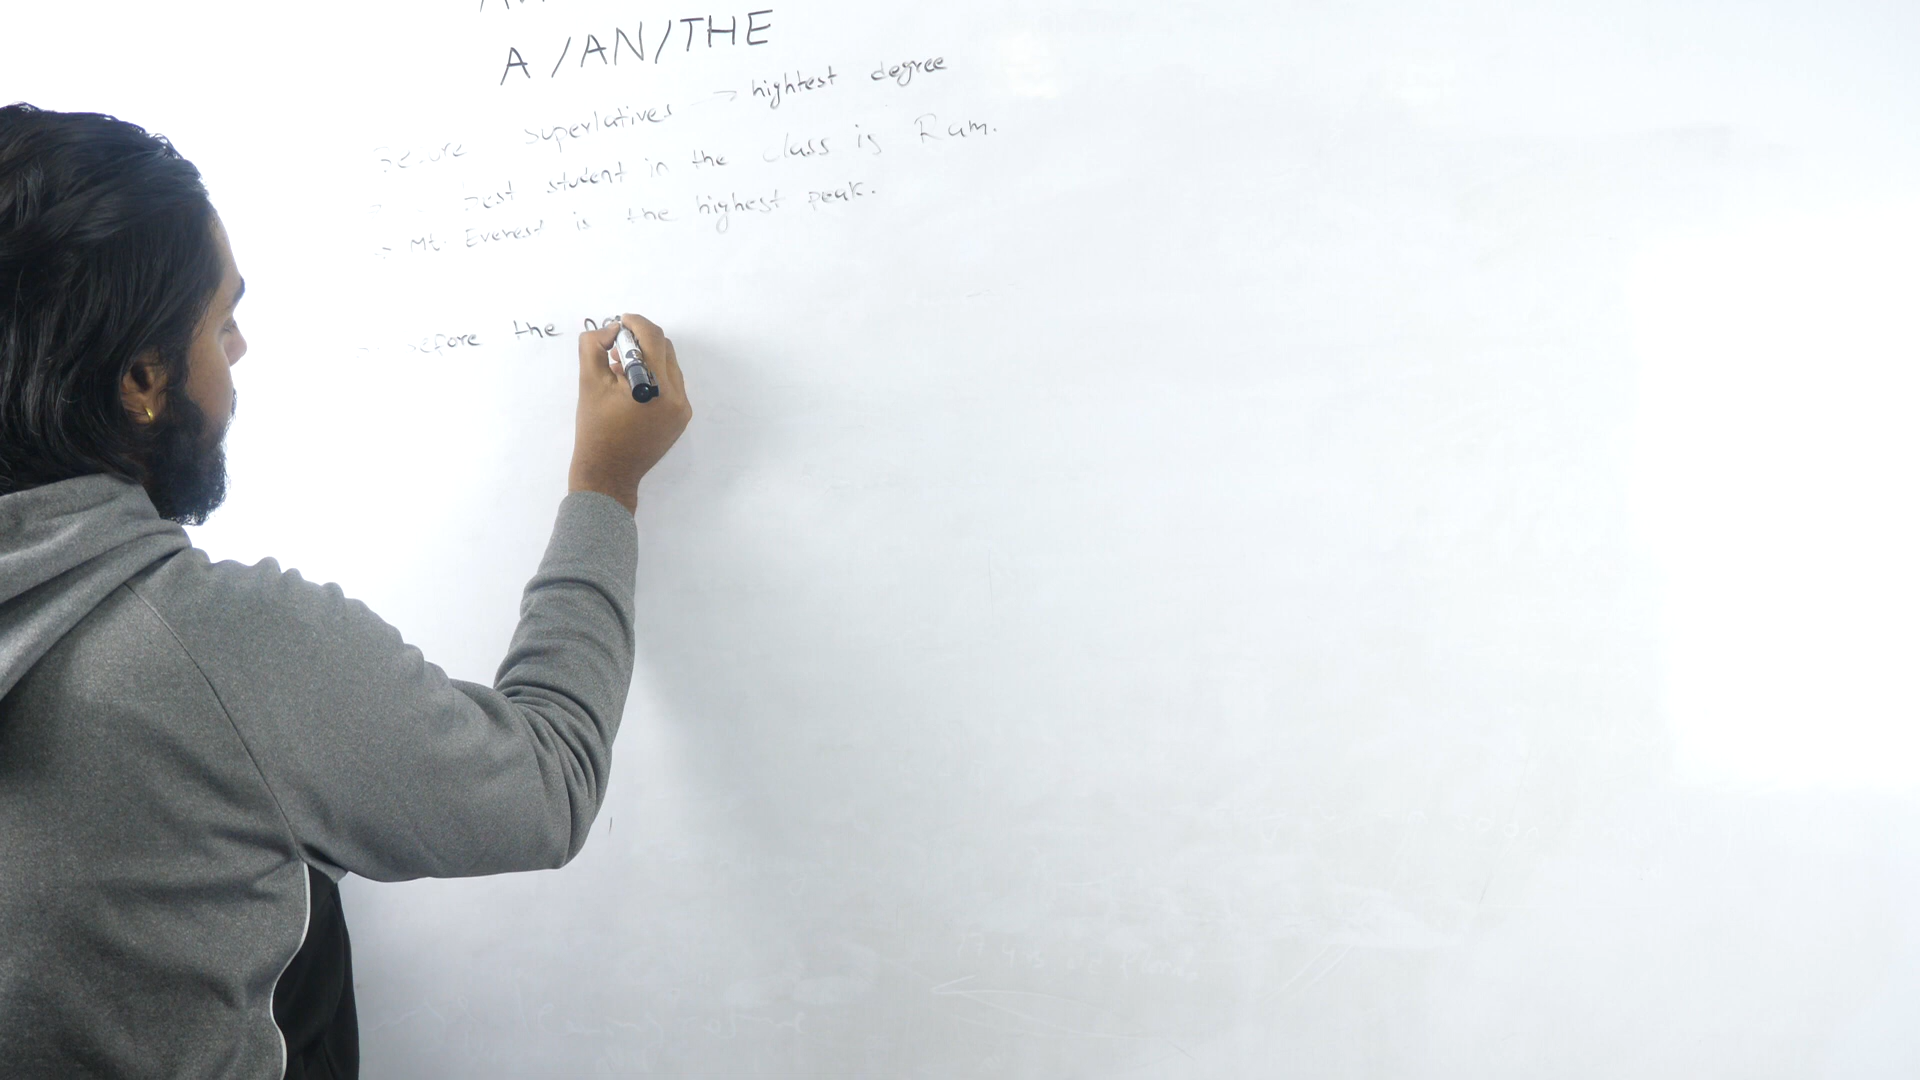 A/AN/THE
superlatives → hightest degree
best student in the class is Ram.
→ Mt. Everest is the highest peak.
before the